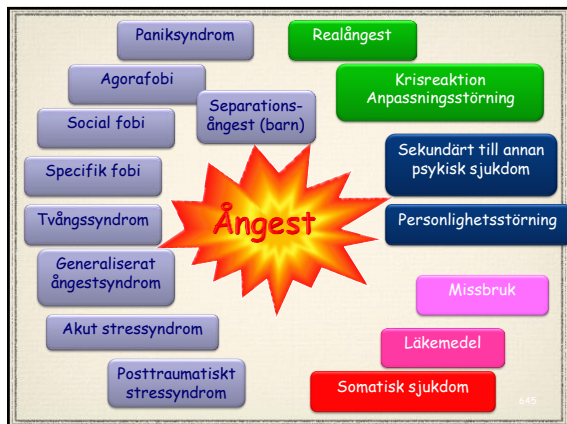 Paniksyndrom
Realångest
Agorafobi
Krisreaktion
Anpassningsstörning
Separations-
ångest (barn)
Social fobi
Sekundärt till annan
psykisk sjukdom
Specifik fobi
Tvångssyndrom
Ångest
Personlighetsstörning
Generaliserat
ångestsyndrom
Missbruk
Akut stressyndrom
Läkemedel
Posttraumatiskt
stressyndrom
Somatisk sjukdom
645